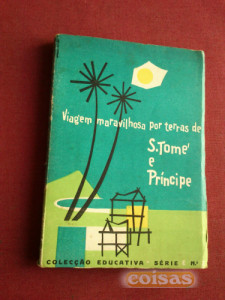 Viagem maravilhosa por terras de
S. Tomé
e
Príncipe
COLECÇÃO EDUCATIVA · SÉRIE E N.º
coisas